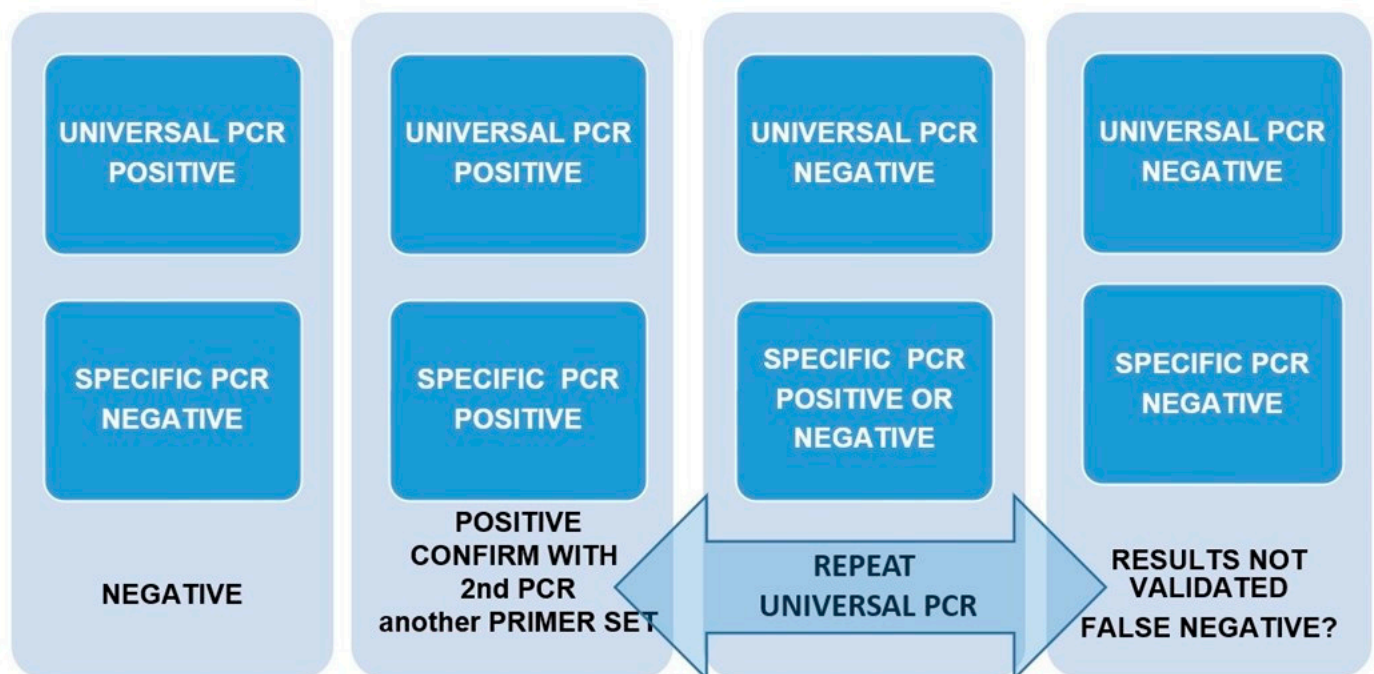 UNIVERSAL PCR
POSITIVE
SPECIFIC PCR
NEGATIVE
NEGATIVE
UNIVERSAL PCR
POSITIVE
SPECIFIC PCR
POSITIVE
POSITIVE
CONFIRM WITH
2nd PCR
another PRIMER SET
UNIVERSAL PCR
NEGATIVE
SPECIFIC PCR
POSITIVE OR
NEGATIVE
REPEAT
UNIVERSAL PCR
UNIVERSAL PCR
NEGATIVE
SPECIFIC PCR
NEGATIVE
RESULTS NOT
VALIDATED
FALSE NEGATIVE?